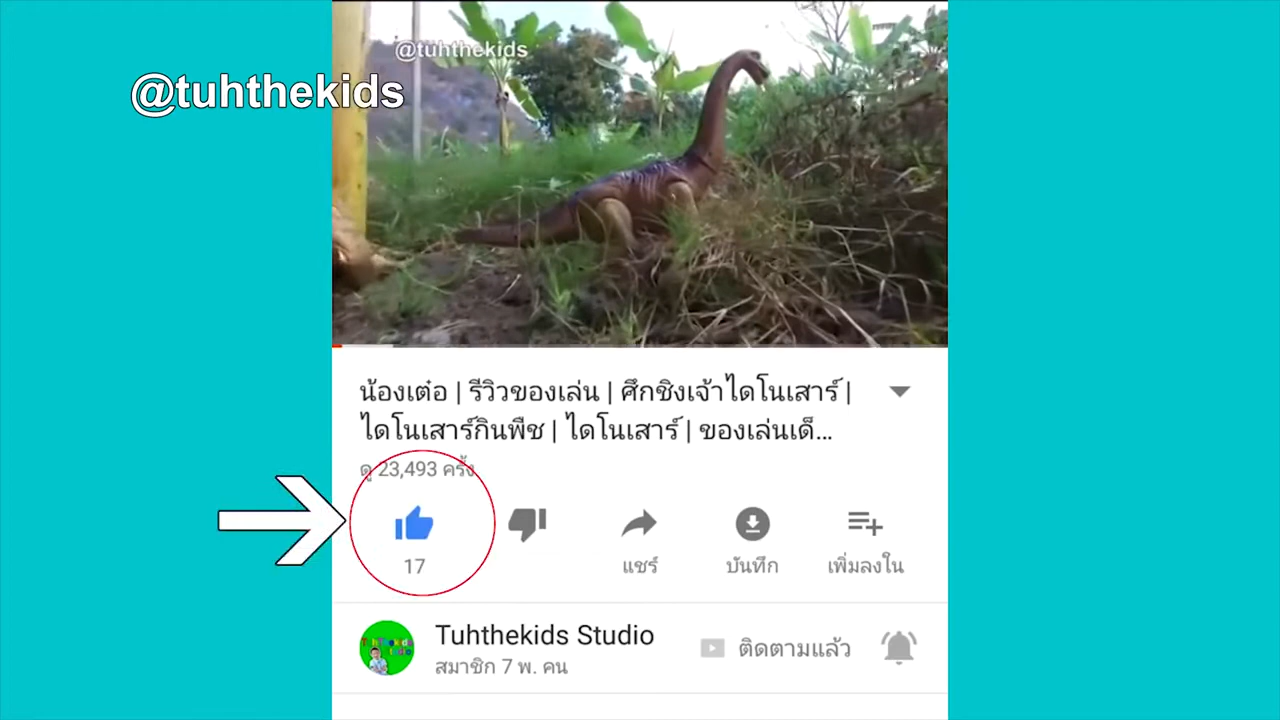 @tuhthekids
@tuhthekids
น้องเต๋อ | รีวิวของเล่น | ศึกชิงเจ้าไดโนเสาร์ |
ไดโนเสาร์กินพืช | ไดโนเสาร์ | ของเล่นเด็...
ดู 23,493 ครั้ง
17
แชร์
บันทึก
เพิ่มลงใน
Tuhthekids Studio
ติดตามแล้ว
สมาชิก 7 พ. คน